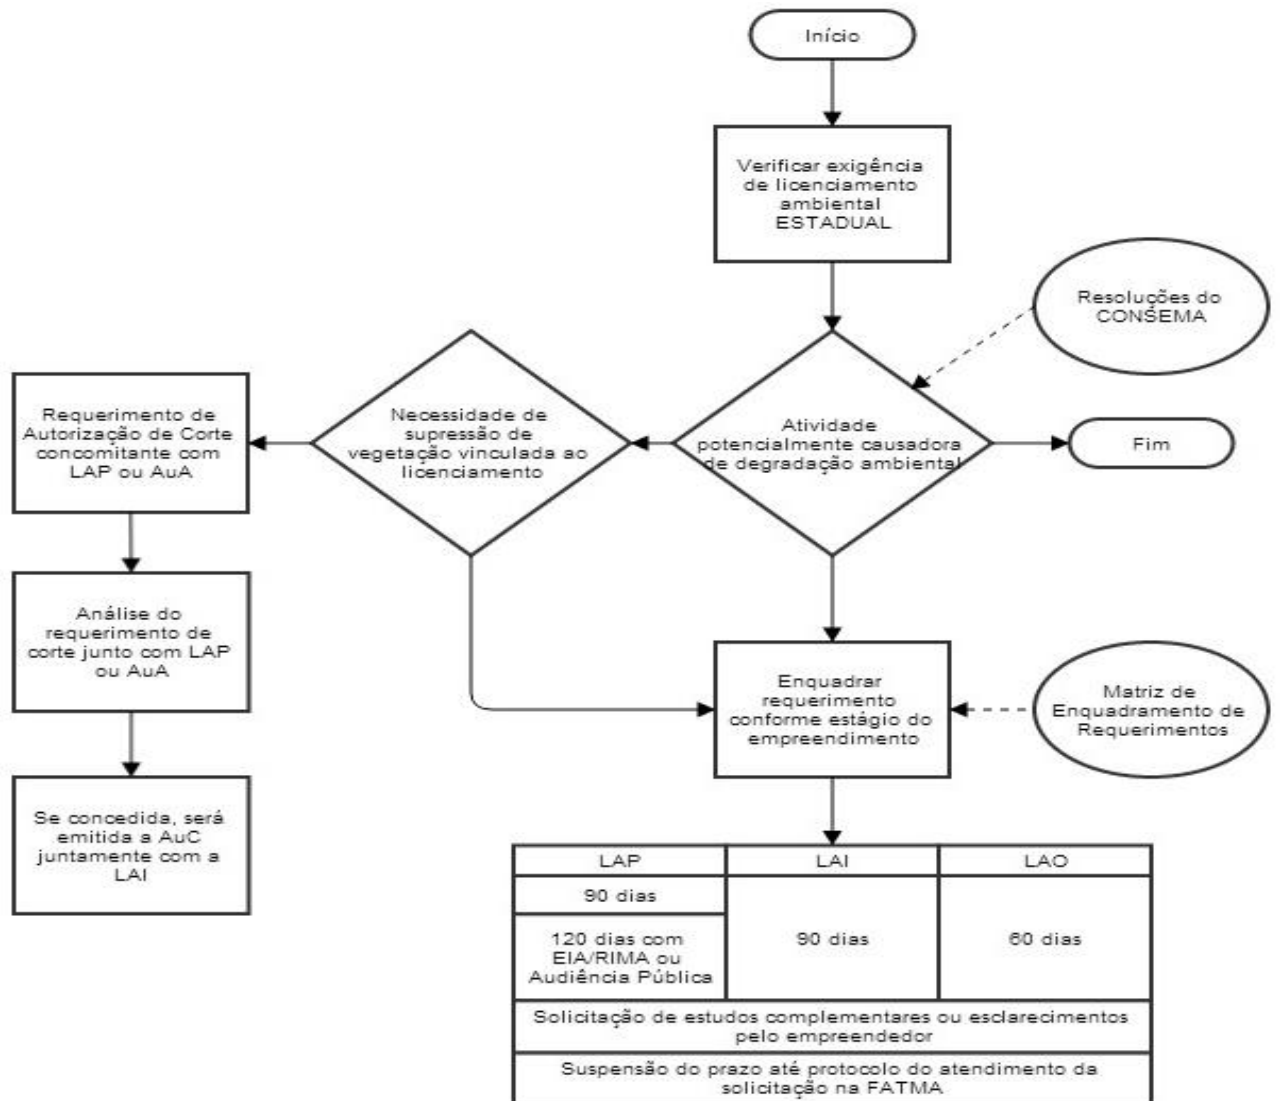 Início
Verificar exigência
de licenciamento
ambiental
ESTADUAL
Resoluções do
CONSEMA
Requerimento de
Autorização de Corte
concomitante com
LAP ou AuA
Necessidade de
supressão de
vegetação vinculada ao
licenciamento
Atividade
potencialmente causadora
de degradação ambiental
Fim
Análise do
requerimento de
corte junto com LAP
ou AuA
Enquadrar
requerimento
conforme estágio do
empreendimento
Matriz de
Enquadramento de
Requerimentos
Se concedida, será
emitida a AuC
juntamente com a
LAI
LAP
LAI
LAO
90 dias
120 dias com
EIA/RIMA ou
Audiência Pública
90 dias
60 dias
Solicitação de estudos complementares ou esclarecimentos
pelo empreendedor
Suspensão do prazo até protocolo do atendimento da
solicitação na FATMA